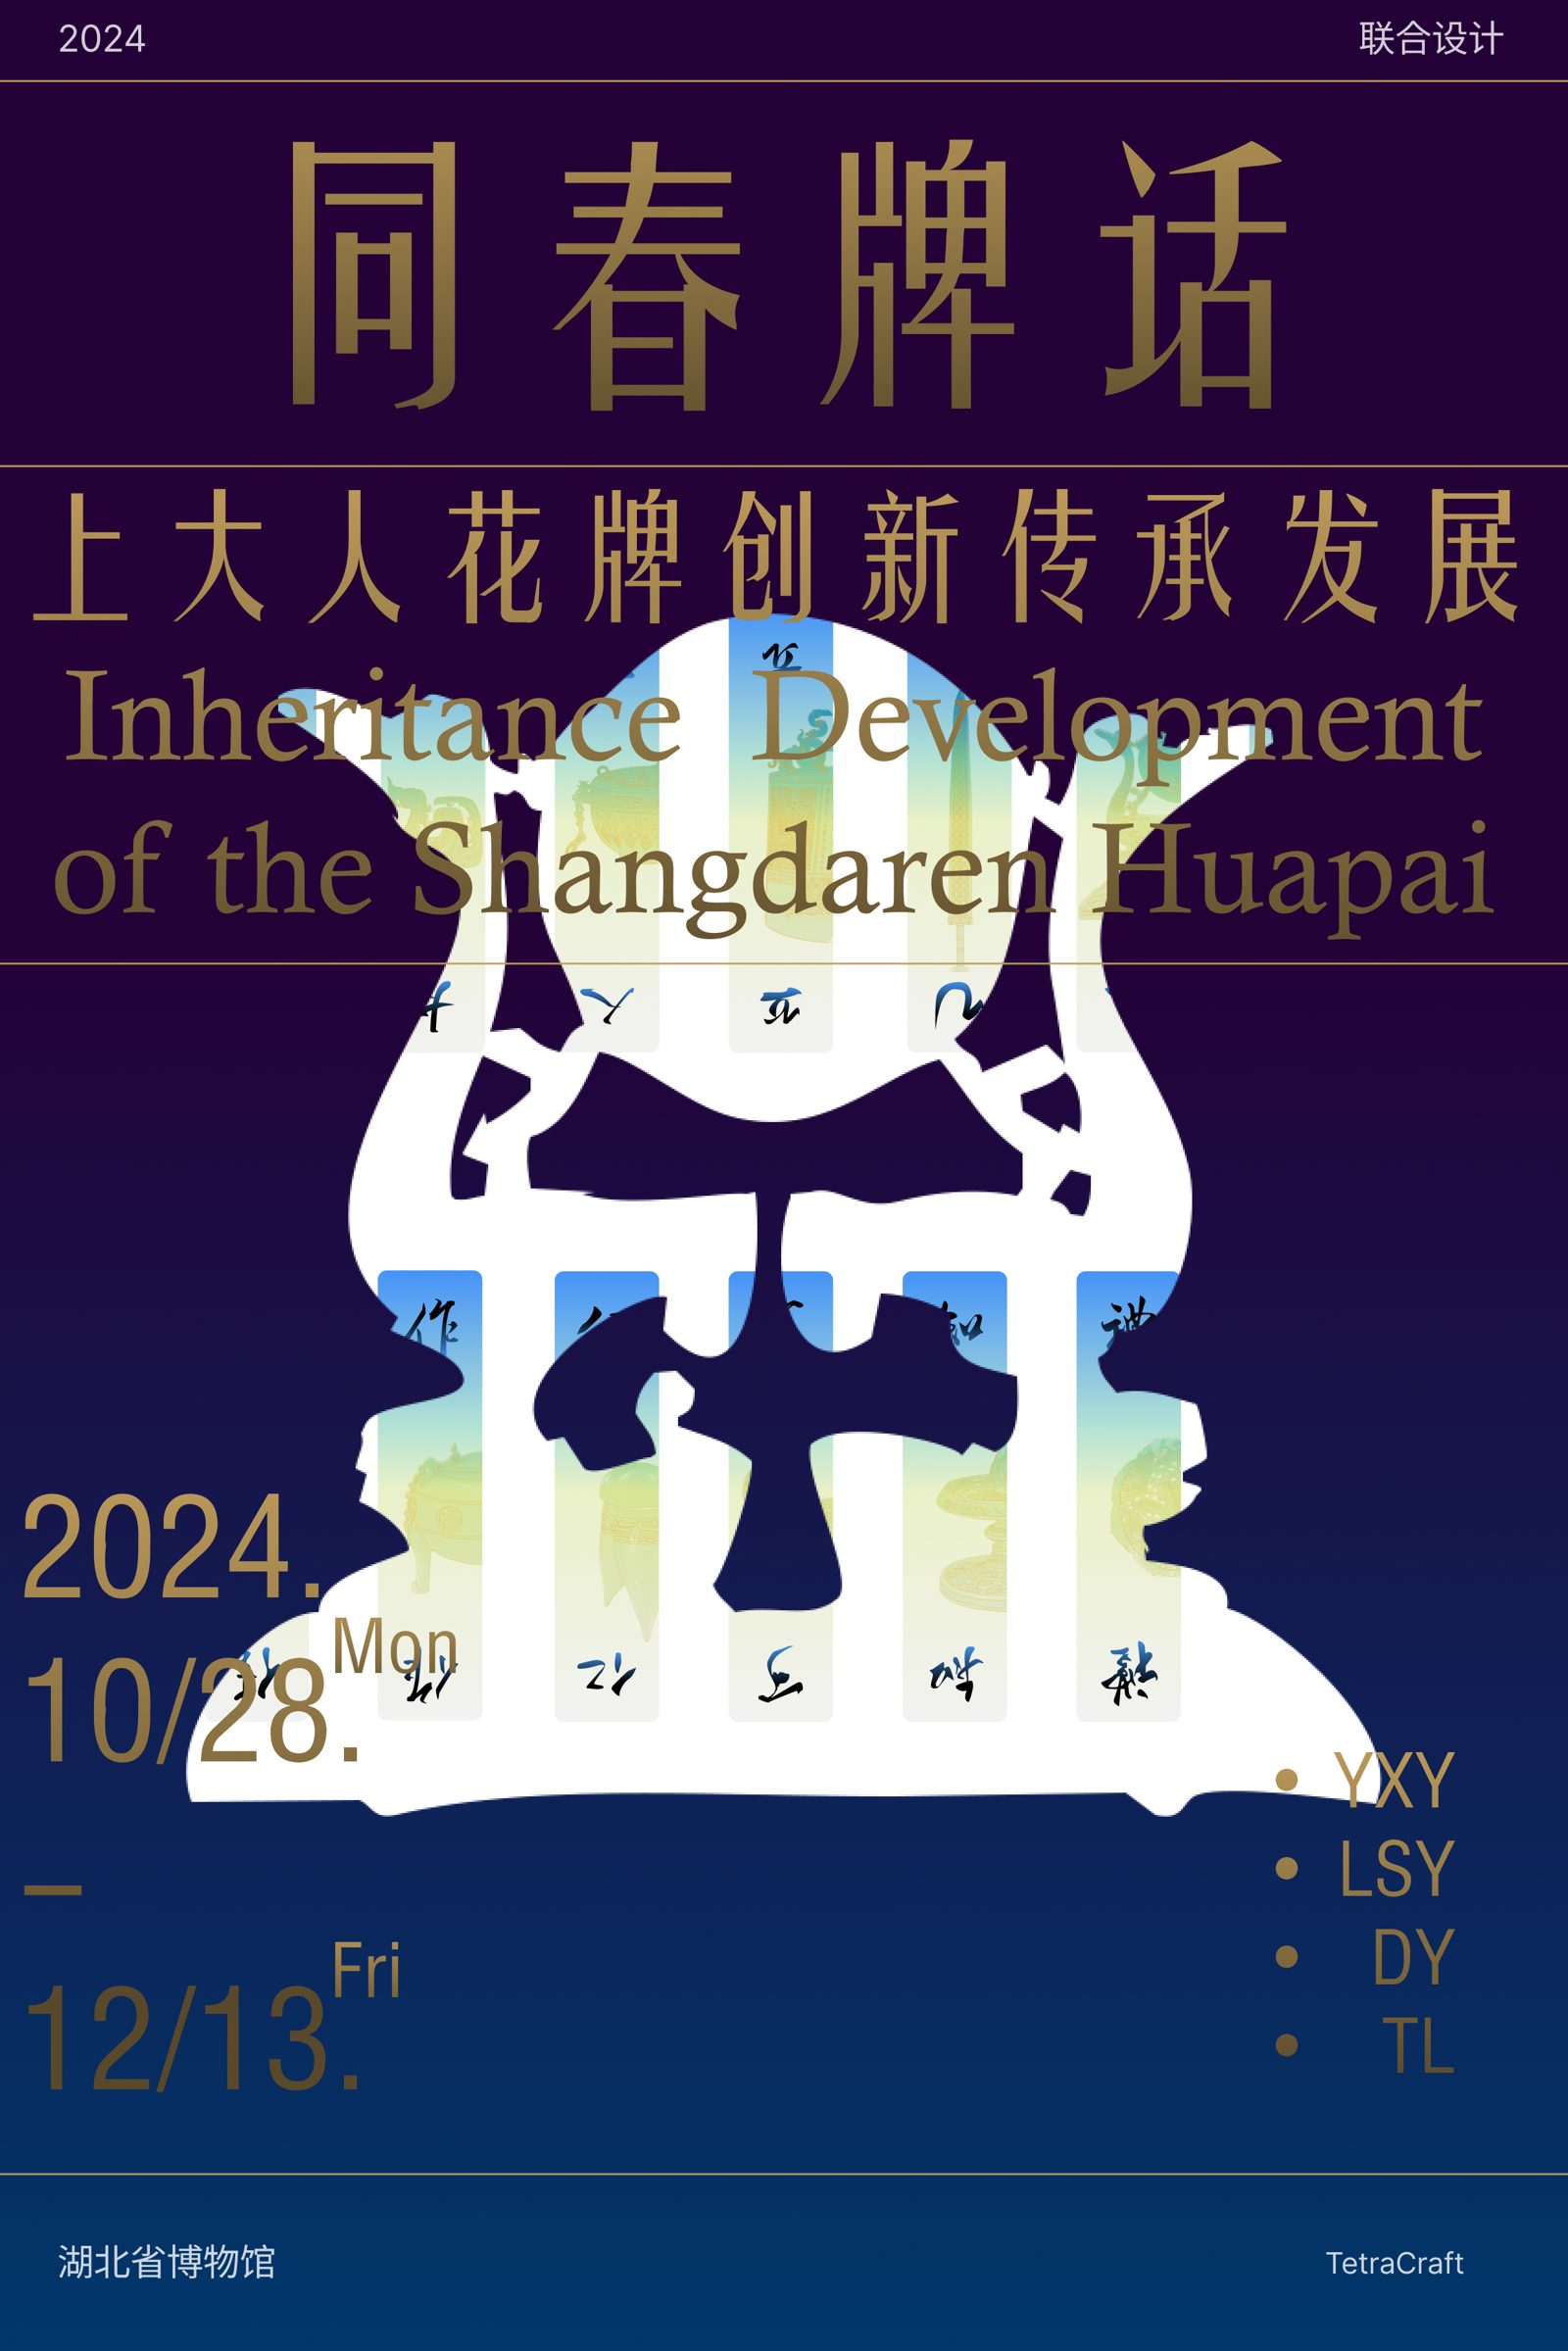 2024
联合设计
同春牌话
上大人花牌创新传承发展
Inheritance Development
of the Shangdaren Huapai
作
知
2024.
10/28.
Mon
–
12/13.
Fri
• YXY
• LSY
• DY
• TL
湖北省博物馆
TetraCraft